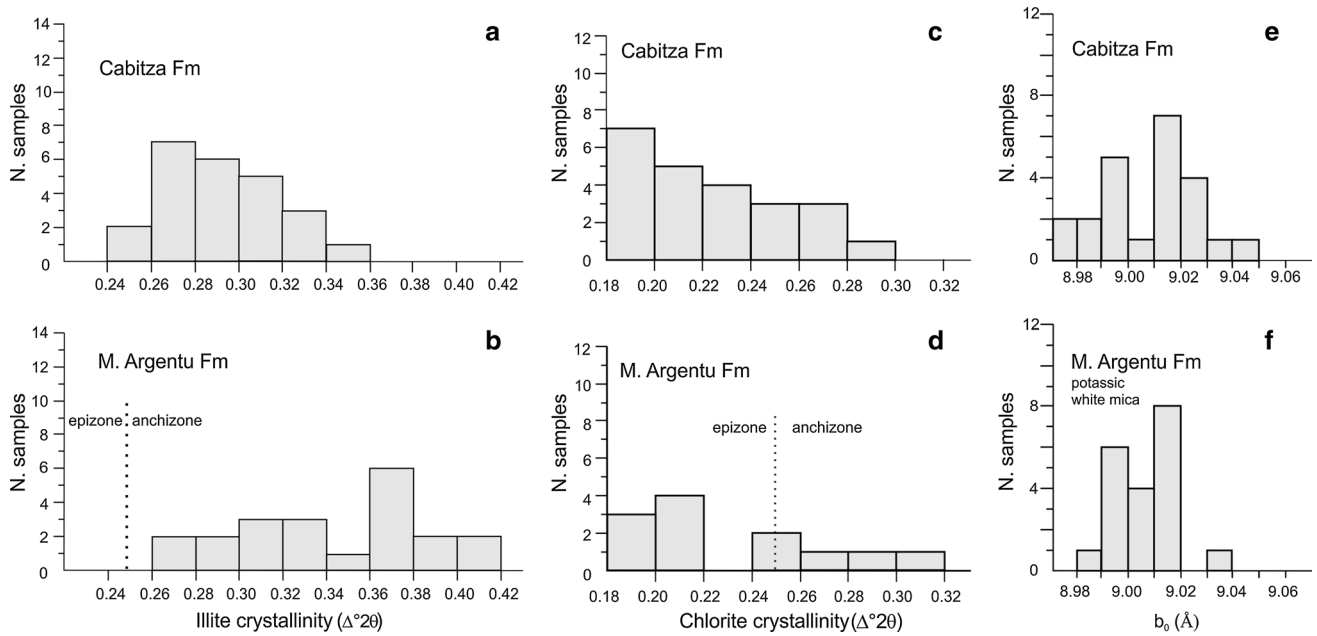 a
14
12
10
8
6
4
2
0
N. samples
Cabitza Fm
0.24 0.26 0.28 0.30 0.32 0.34 0.36 0.38 0.40 0.42
c
12
10
8
6
4
2
0
N. samples
Cabitza Fm
0.18 0.20 0.22 0.24 0.26 0.28 0.30 0.32
e
12
8
4
0
N. samples
Cabitza Fm
8.98 9.00 9.02 9.04 9.06
b
14
12
10
8
6
4
2
0
N. samples
M. Argentu Fm
epizone anchizone
0.24 0.26 0.28 0.30 0.32 0.34 0.36 0.38 0.40 0.42
Illite crystallinity (Δ°2θ)
d
12
10
8
6
4
2
0
N. samples
M. Argentu Fm
epizone anchizone
0.18 0.20 0.22 0.24 0.26 0.28 0.30 0.32
Chlorite crystallinity (Δ°2θ)
f
12
8
4
0
N. samples
M. Argentu Fm
potassic
white mica
8.98 9.00 9.02 9.04 9.06
b₀ (Å)